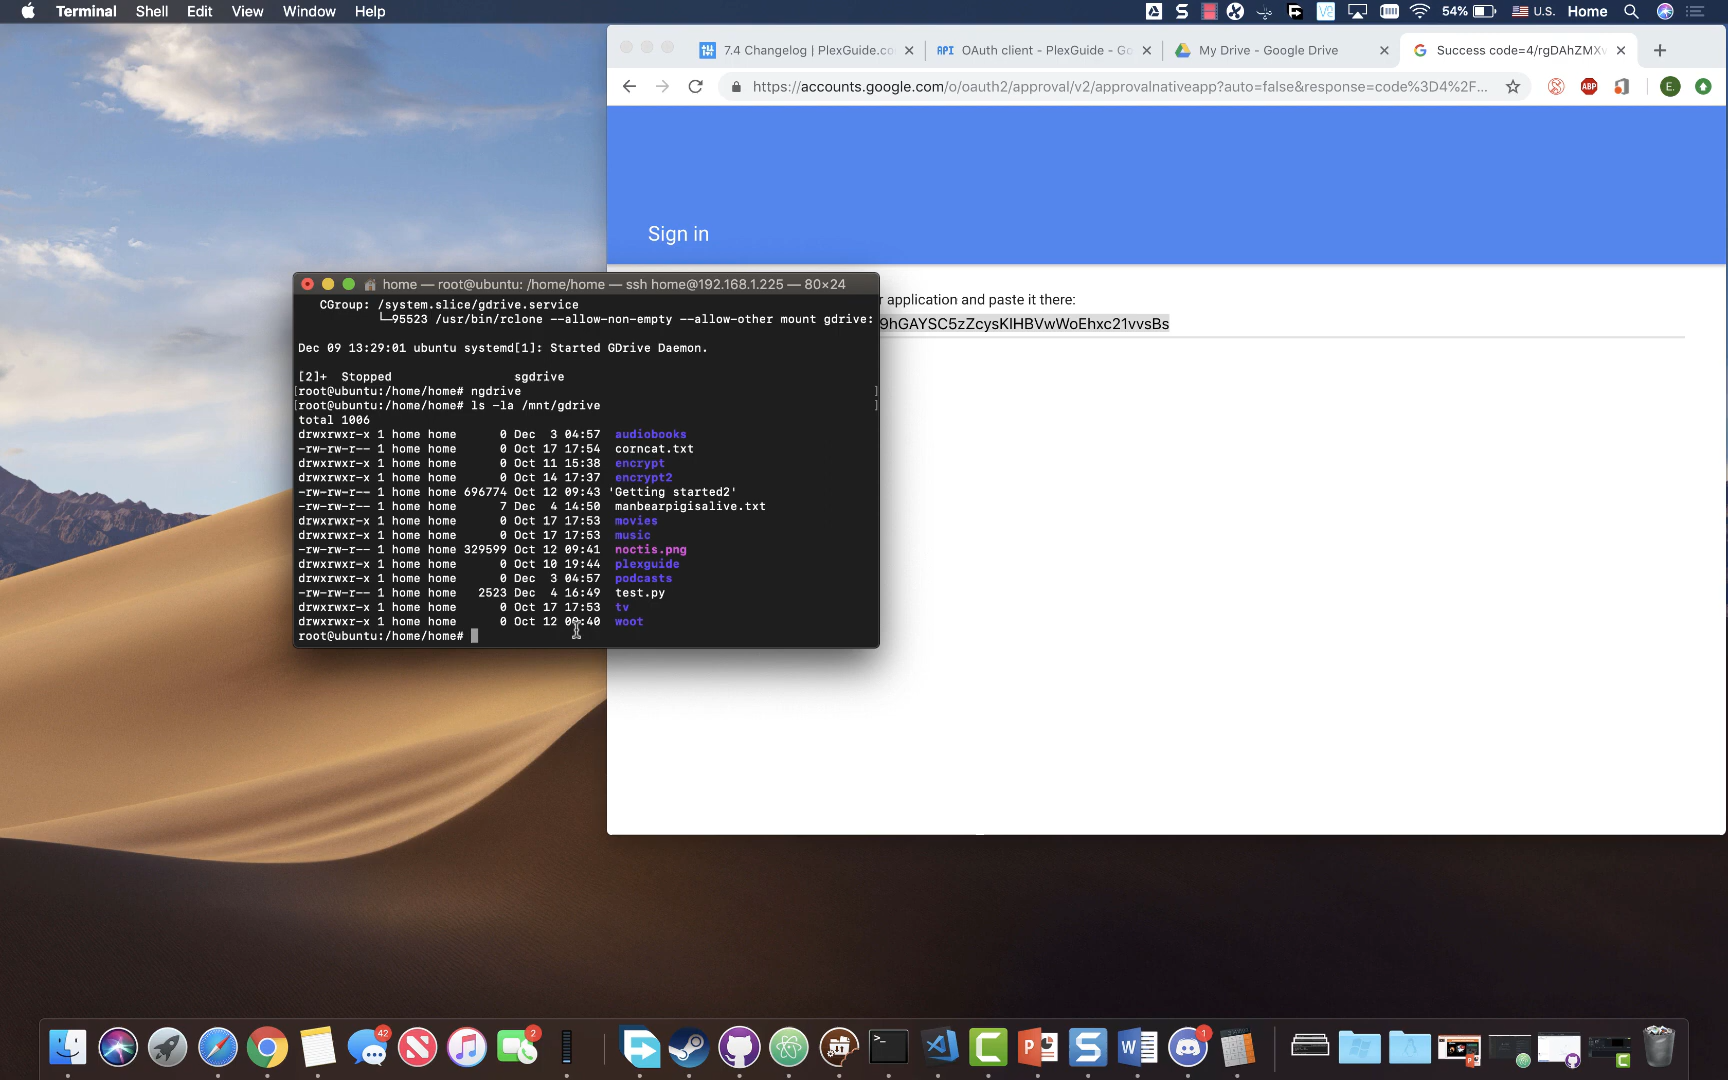 Terminal Shell Edit View Window Help 54% U.S. Home
7.4 Changelog | PlexGuide.co
API OAuth client - PlexGuide - Go
My Drive - Google Drive
Success code=4/rgDAhZMXv
https://accounts.google.com/o/oauth2/approval/v2/approvalnativeapp?auto=false&response=code%3D4%2F...
ABP
E.
Sign in
application and paste it there:
9hGAYSC5zZcysKlHBVwWoEhxc21vvsBs
home — root@ubuntu: /home/home — ssh home@192.168.1.225 — 80×24
CGroup: /system.slice/gdrive.service
└─95523 /usr/bin/rclone --allow-non-empty --allow-other mount gdrive:
Dec 09 13:29:01 ubuntu systemd[1]: Started GDrive Daemon.
[2]+ Stopped sgdrive
[root@ubuntu:/home/home# ngdrive ]
[root@ubuntu:/home/home# ls -la /mnt/gdrive ]
total 1006
drwxrwxr-x 1 home home 0 Dec 3 04:57 audiobooks
-rw-rw-r-- 1 home home 0 Oct 17 17:54 corncat.txt
drwxrwxr-x 1 home home 0 Oct 11 15:38 encrypt
drwxrwxr-x 1 home home 0 Oct 14 17:37 encrypt2
-rw-rw-r-- 1 home home 696774 Oct 12 09:43 'Getting started2'
-rw-rw-r-- 1 home home 7 Dec 4 14:50 manbearpigisalive.txt
drwxrwxr-x 1 home home 0 Oct 17 17:53 movies
drwxrwxr-x 1 home home 0 Oct 17 17:53 music
-rw-rw-r-- 1 home home 329599 Oct 12 09:41 noctis.png
drwxrwxr-x 1 home home 0 Oct 10 19:44 plexguide
drwxrwxr-x 1 home home 0 Dec 3 04:57 podcasts
-rw-rw-r-- 1 home home 2523 Dec 4 16:49 test.py
drwxrwxr-x 1 home home 0 Oct 17 17:53 tv
drwxrwxr-x 1 home home 0 Oct 12 09:40 woot
root@ubuntu:/home/home#
42
2
1